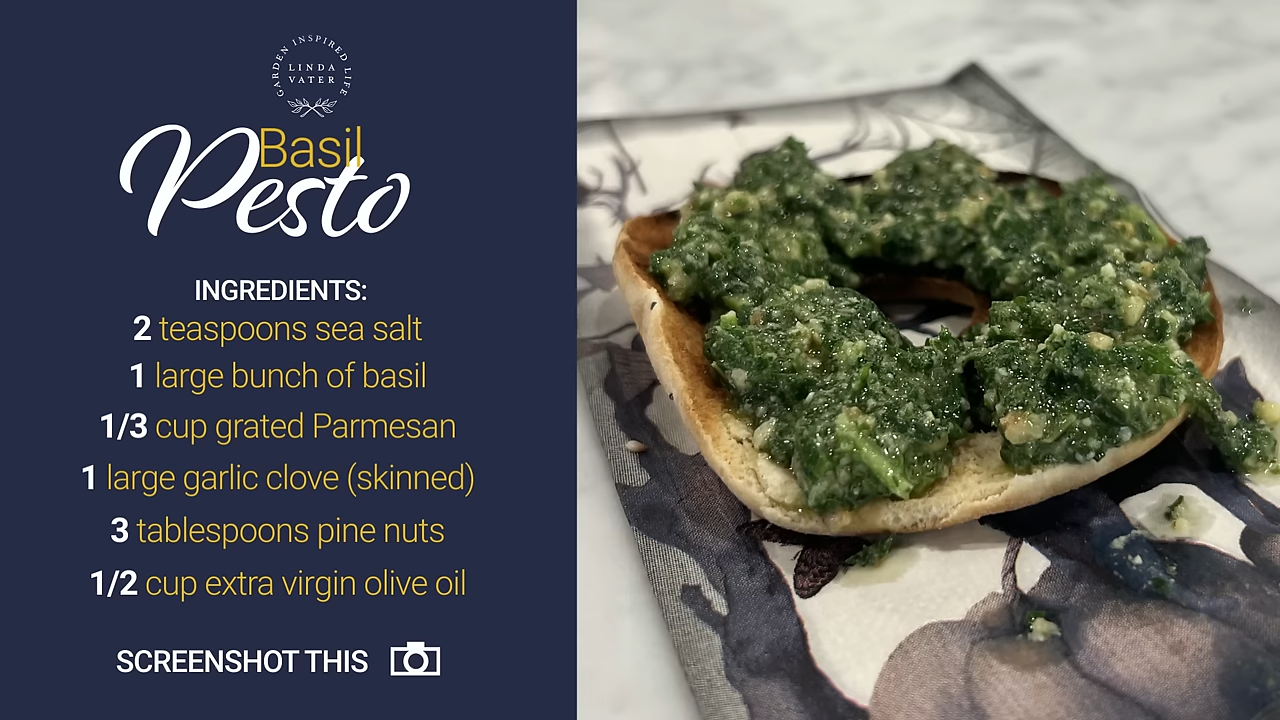 GARDEN INSPIRED LIFE
LINDA
VATER
Basil
Pesto
INGREDIENTS:
2 teaspoons sea salt
1 large bunch of basil
1/3 cup grated Parmesan
1 large garlic clove (skinned)
3 tablespoons pine nuts
1/2 cup extra virgin olive oil
SCREENSHOT THIS